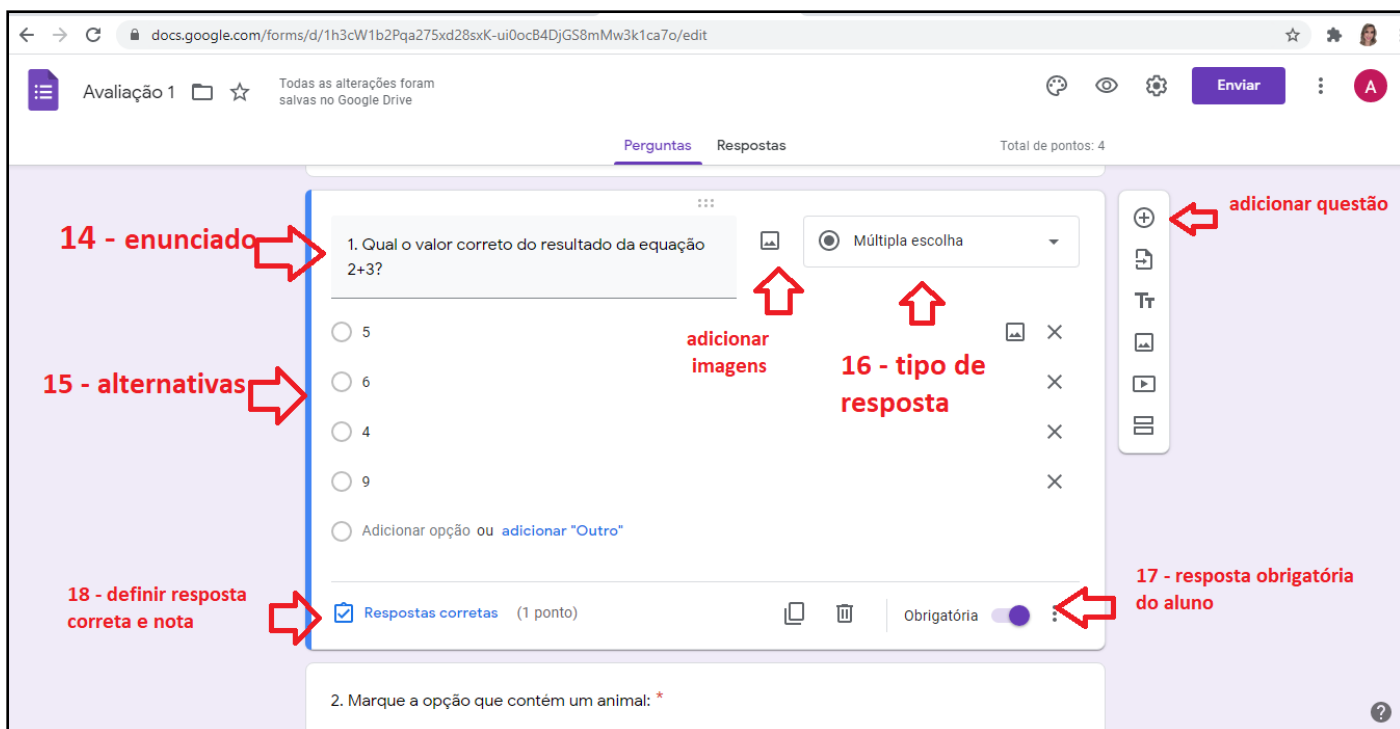 docs.google.com/forms/d/1h3cW1b2Pqa275xd28sxK-ui0ocB4DjGS8mMw3k1ca7o/edit
Avaliação 1
Todas as alterações foram
salvas no Google Drive
Enviar
A
Perguntas Respostas
Total de pontos: 4
14 - enunciado
1. Qual o valor correto do resultado da equação
2+3?
Múltipla escolha
adicionar questão
Tт
adicionar
imagens
16 - tipo de
resposta
15 - alternativas
5
6
4
9
Adicionar opção ou adicionar "Outro"
18 - definir resposta
correta e nota
Respostas corretas (1 ponto)
Obrigatória
17 - resposta obrigatória
do aluno
2. Marque a opção que contém um animal: *